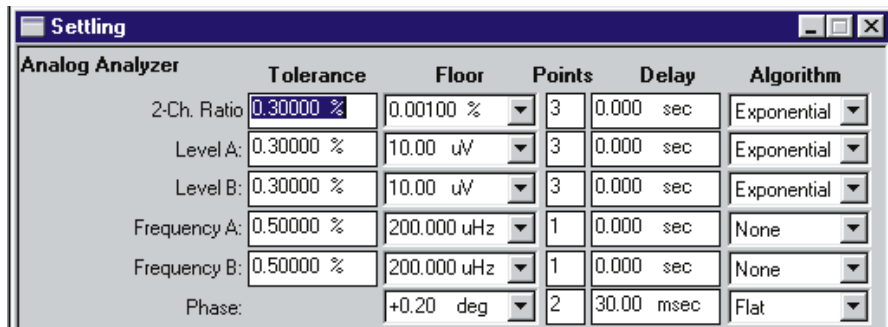 Settling
Analog Analyzer Tolerance Floor Points Delay Algorithm
2-Ch. Ratio 0.30000 % 0.00100 % 3 0.000 sec Exponential
Level A: 0.30000 % 10.00 uV 3 0.000 sec Exponential
Level B: 0.30000 % 10.00 uV 3 0.000 sec Exponential
Frequency A: 0.50000 % 200.000 uHz 1 0.000 sec None
Frequency B: 0.50000 % 200.000 uHz 1 0.000 sec None
Phase: +0.20 deg 2 30.00 msec Flat